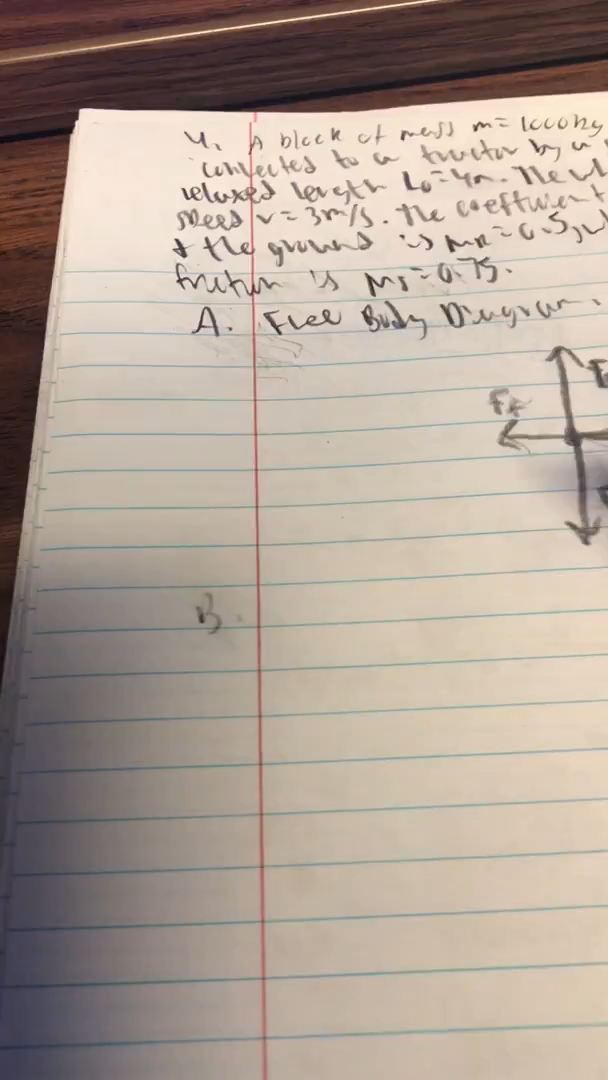 4. A block of mass m = 1000kg
connected to a tractor by a
relaxed length L0 = 4m. The
speed v = 3m/s. The coefficient
+ the ground is μk = 0.5,
friction is μs = 0.75.
A. Free Body Diagram.
Ff
B.